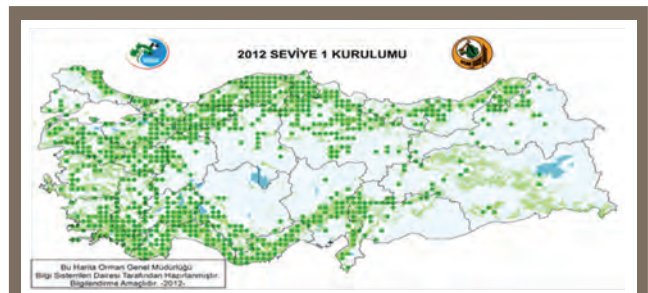 2012 SEVİYE 1 KURULUMU
Bu Harita Orman Genel Müdürlüğü
Bilgi Sistemleri Dairesi Tarafından Hazırlanmıştır.
Bilgilendirme Amaçlıdır. -2012-